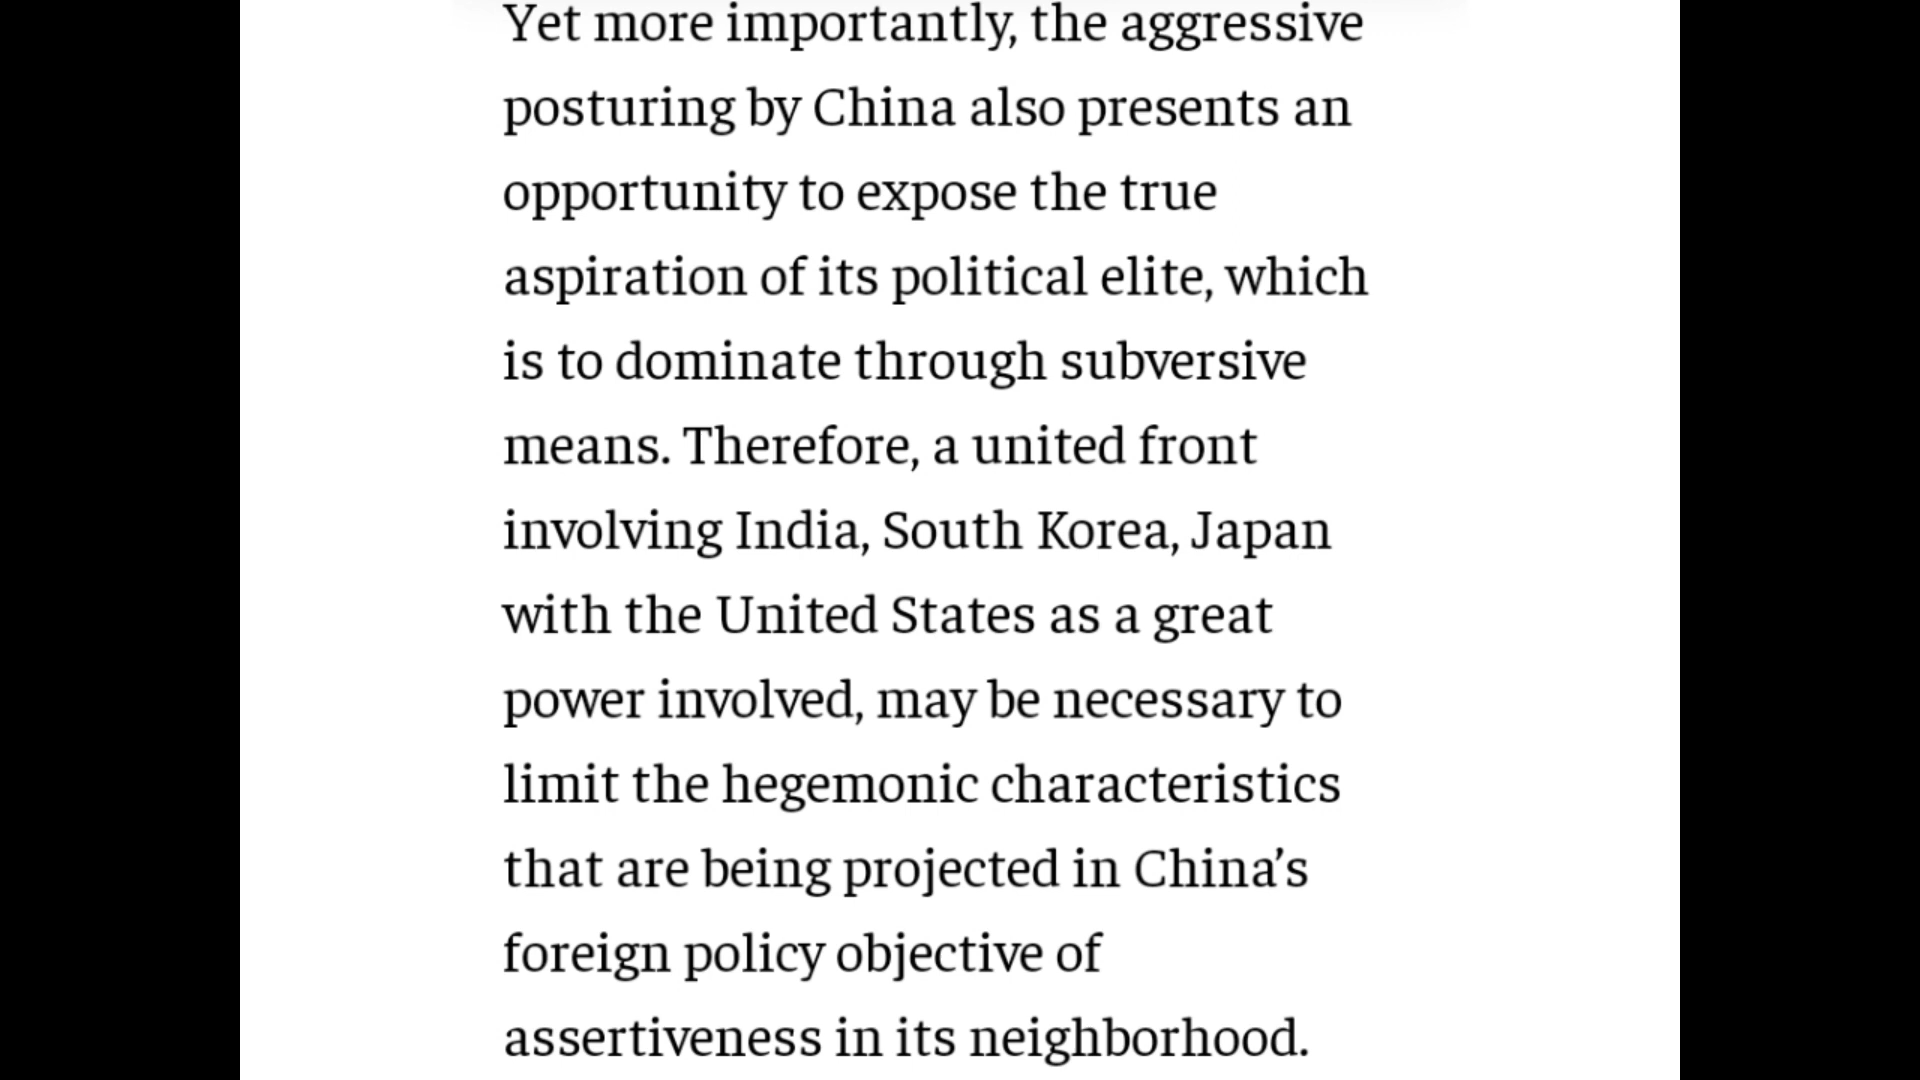 Yet more importantly, the aggressive
posturing by China also presents an
opportunity to expose the true
aspiration of its political elite, which
is to dominate through subversive
means. Therefore, a united front
involving India, South Korea, Japan
with the United States as a great
power involved, may be necessary to
limit the hegemonic characteristics
that are being projected in China’s
foreign policy objective of
assertiveness in its neighborhood.